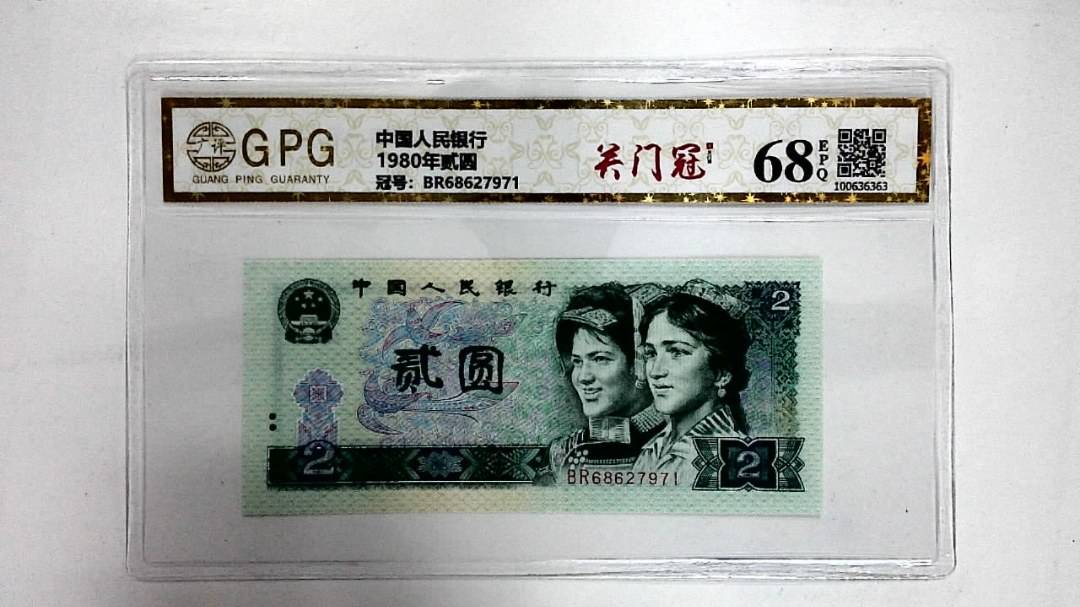 广评
GPG
GUANG PING GUARANTY
中国人民银行
1980年贰圆
冠号：BR68627971
关门冠
68
EPQ
100636363
中国人民银行
2
贰圆
2
2
BR68627971